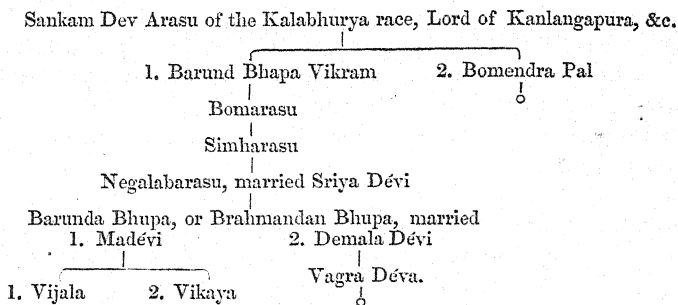 Sankam Dev Arasu of the Kalabhurya race, Lord of Kanlangapura, &c.
1. Barund Bhapa Vikram 2. Bomendra Pal
Bomarasu
Simharasu
Negalabarasu, married Sriya Dévi
Barunda Bhupa, or Brahmandan Bhupa, married
1. Madévi 2. Demala Dévi
Vagra Déva.
1. Vijala 2. Vikaya